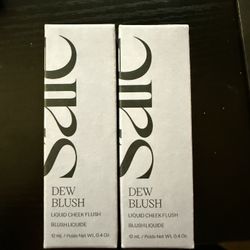 Saie
DEW
BLUSH
LIQUID CHEEK FLUSH
BLUSH LIQUIDE
12 mL / Poids Net Wt. 0.4 Oz.
Saie
DEW
BLUSH
LIQUID CHEEK FLUSH
BLUSH LIQUIDE
12 mL / Poids Net Wt. 0.4 Oz.